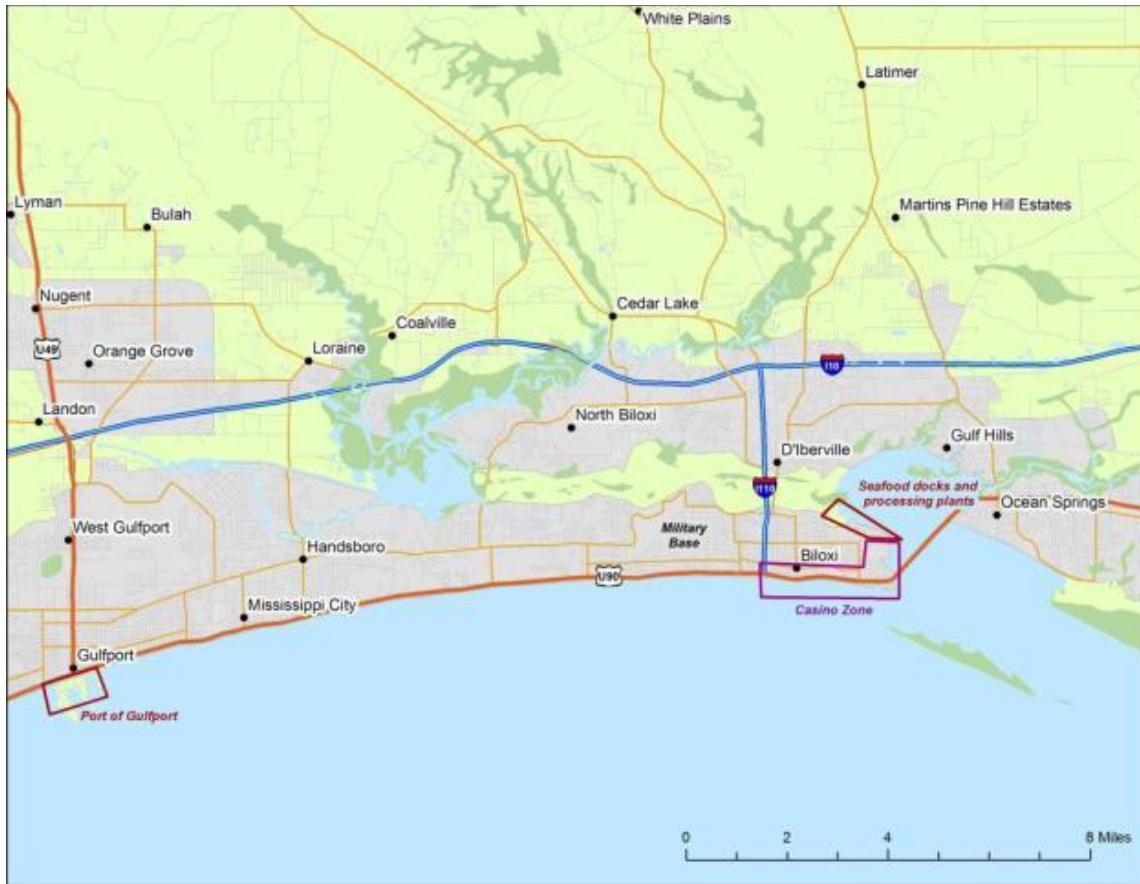 White Plains
Latimer
Lyman
Bulah
Martins Pine Hill Estates
Nugent
Cedar Lake
Coalville
U49
Orange Grove
Loraine
I10
Landon
North Biloxi
Gulf Hills
D'Iberville
I110
Seafood docks and
processing plants
Ocean Springs
West Gulfport
Military
Base
Handsboro
Biloxi
U90
Mississippi City
Casino Zone
Gulfport
Port of Gulfport
0 2 4 8 Miles